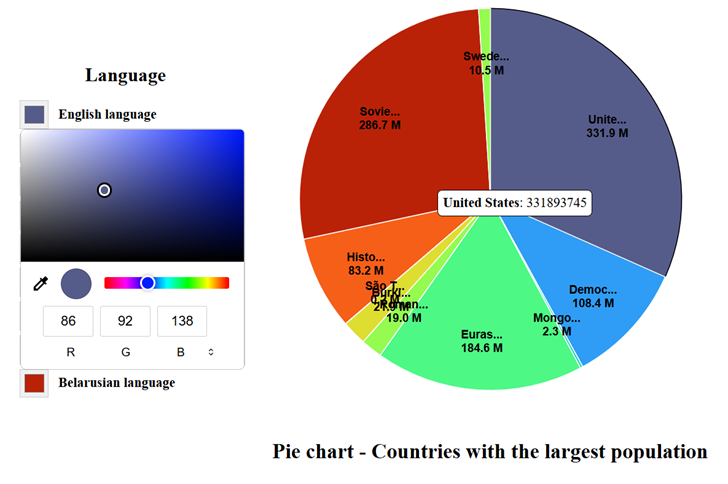 Language
English language
86
92
138
R
G
B
Belarusian language
Swede...
10.5 M
Unite...
331.9 M
Sovie...
286.7 M
United States: 331893745
Histo...
83.2 M
São T...
Burki...
19.0 M
Democ...
108.4 M
Mongo...
2.3 M
Euras...
184.6 M
Pie chart - Countries with the largest population